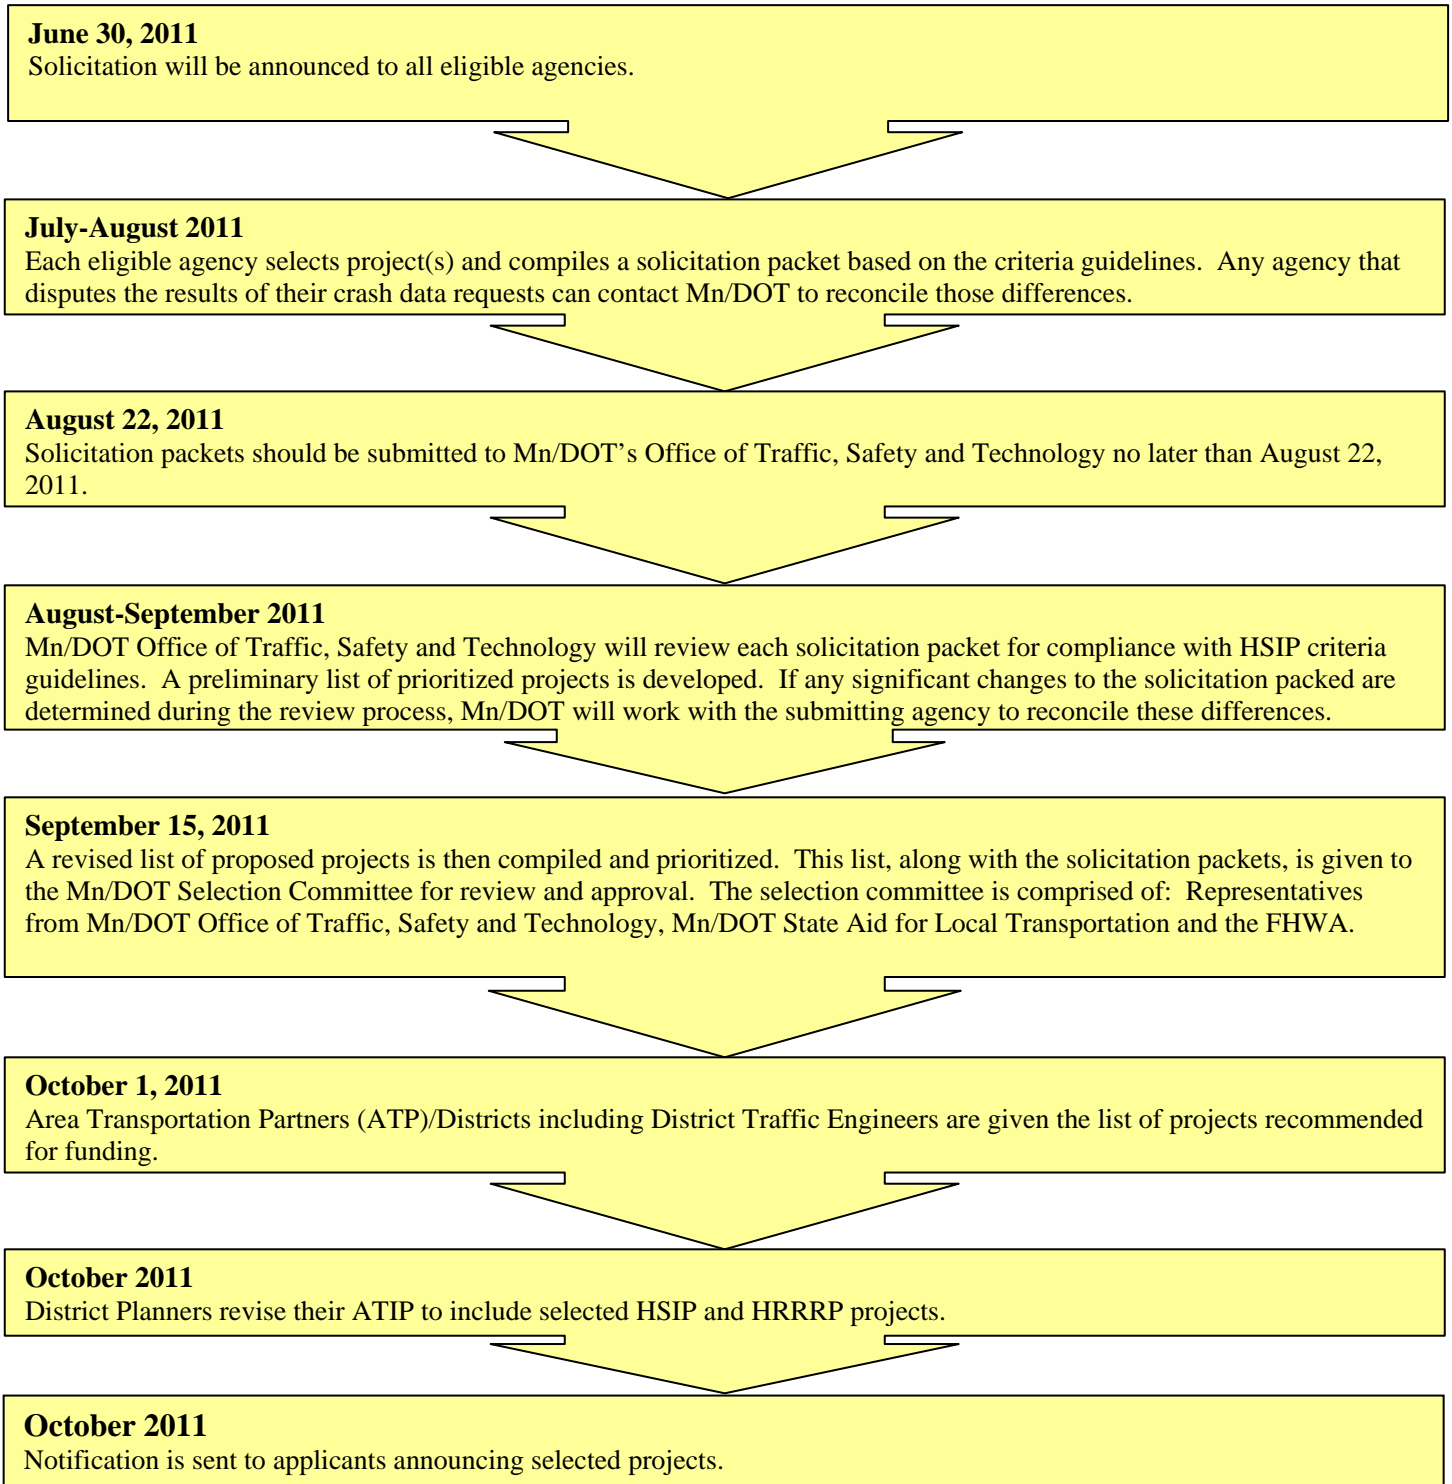 June 30, 2011
Solicitation will be announced to all eligible agencies.
July-August 2011
Each eligible agency selects project(s) and compiles a solicitation packet based on the criteria guidelines.  Any agency that
disputes the results of their crash data requests can contact Mn/DOT to reconcile those differences.
August 22, 2011
Solicitation packets should be submitted to Mn/DOT’s Office of Traffic, Safety and Technology no later than August 22,
2011.
August-September 2011
Mn/DOT Office of Traffic, Safety and Technology will review each solicitation packet for compliance with HSIP criteria
guidelines.  A preliminary list of prioritized projects is developed.  If any significant changes to the solicitation packed are
determined during the review process, Mn/DOT will work with the submitting agency to reconcile these differences.
September 15, 2011
A revised list of proposed projects is then compiled and prioritized.  This list, along with the solicitation packets, is given to
the Mn/DOT Selection Committee for review and approval.  The selection committee is comprised of:  Representatives
from Mn/DOT Office of Traffic, Safety and Technology, Mn/DOT State Aid for Local Transportation and the FHWA.
October 1, 2011
Area Transportation Partners (ATP)/Districts including District Traffic Engineers are given the list of projects recommended
for funding.
October 2011
District Planners revise their ATIP to include selected HSIP and HRRRP projects.
October 2011
Notification is sent to applicants announcing selected projects.